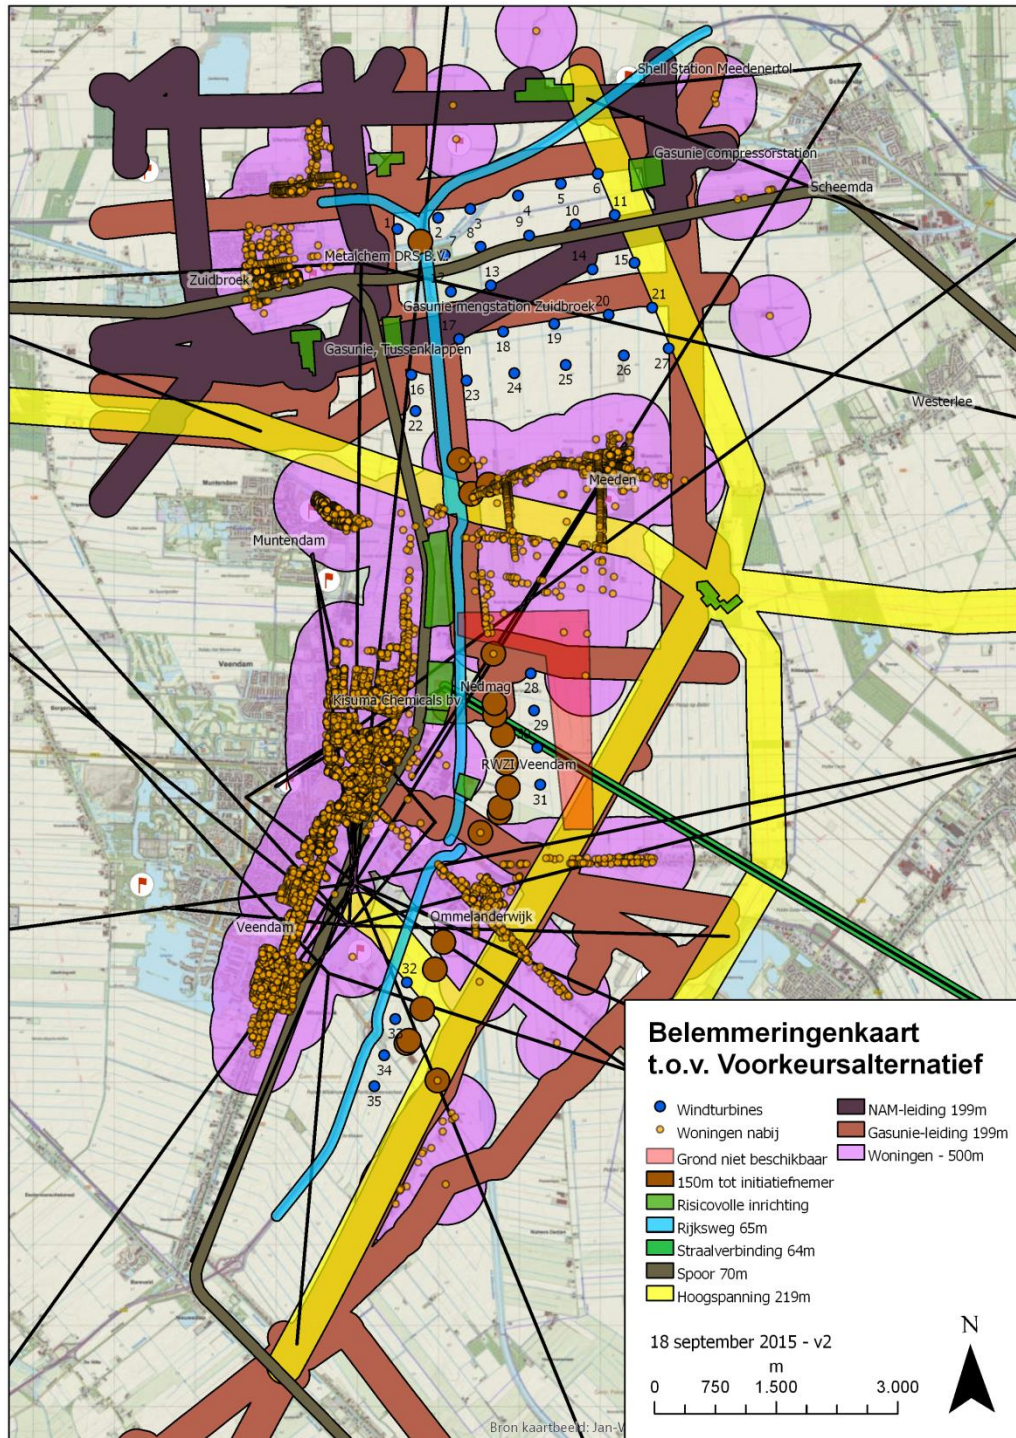 Shell Station Meedenertol
Gasunie compressorstation
Scheemda
6
5
4
3
11
10
2
9
8
1
7
Metalchem DRS B.V.
Zuidbroek
13
14
15
Gasunie mengstation Zuidbroek
20
21
17
18
19
Gasunie, Tussenklappen
27
26
25
24
16
23
22
Westerlee
Meeden
Muntendam
Muntendam
Veendam
28
Nedmag
Kisuma Chemicals bv
29
30
RWZI Veendam
31
Ommelanderwijk
Veendam
32
33
34
35
Belemmeringenkaart
t.o.v. Voorkeursalternatief
Windturbines
Woningen nabij
Grond niet beschikbaar
150m tot initiatiefnemer
Risicovolle inrichting
Rijksweg 65m
Straalverbinding 64m
Spoor 70m
Hoogspanning 219m
NAM-leiding 199m
Gasunie-leiding 199m
Woningen - 500m
18 september 2015 - v2
m
0 750 1.500 3.000
N
Bron kaartbeeld: Jan-W